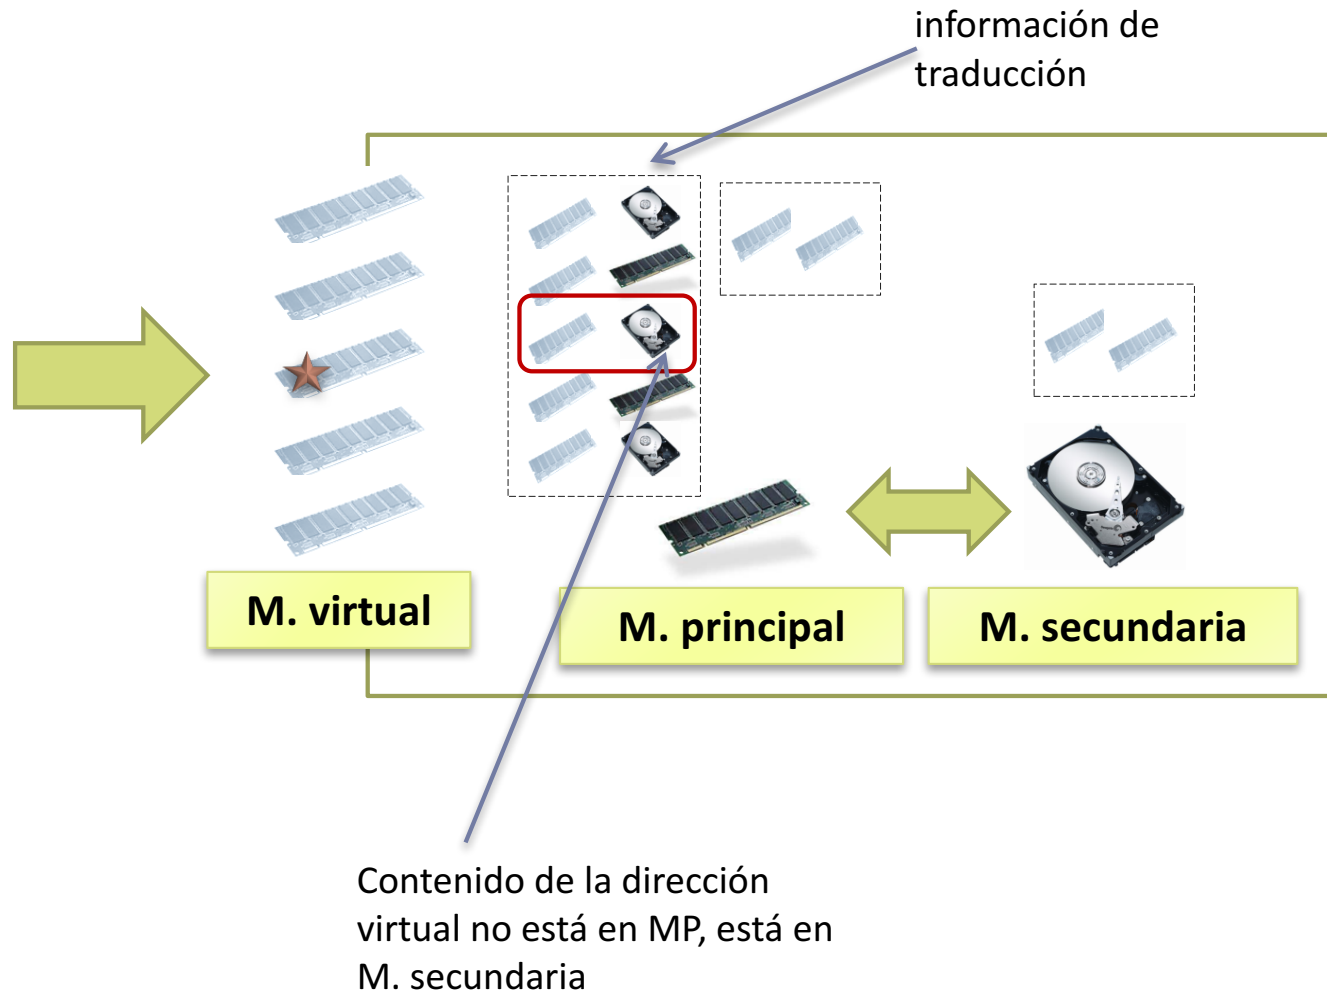 información de
traducción
M. virtual
M. principal
M. secundaria
Contenido de la dirección
virtual no está en MP, está en
M. secundaria